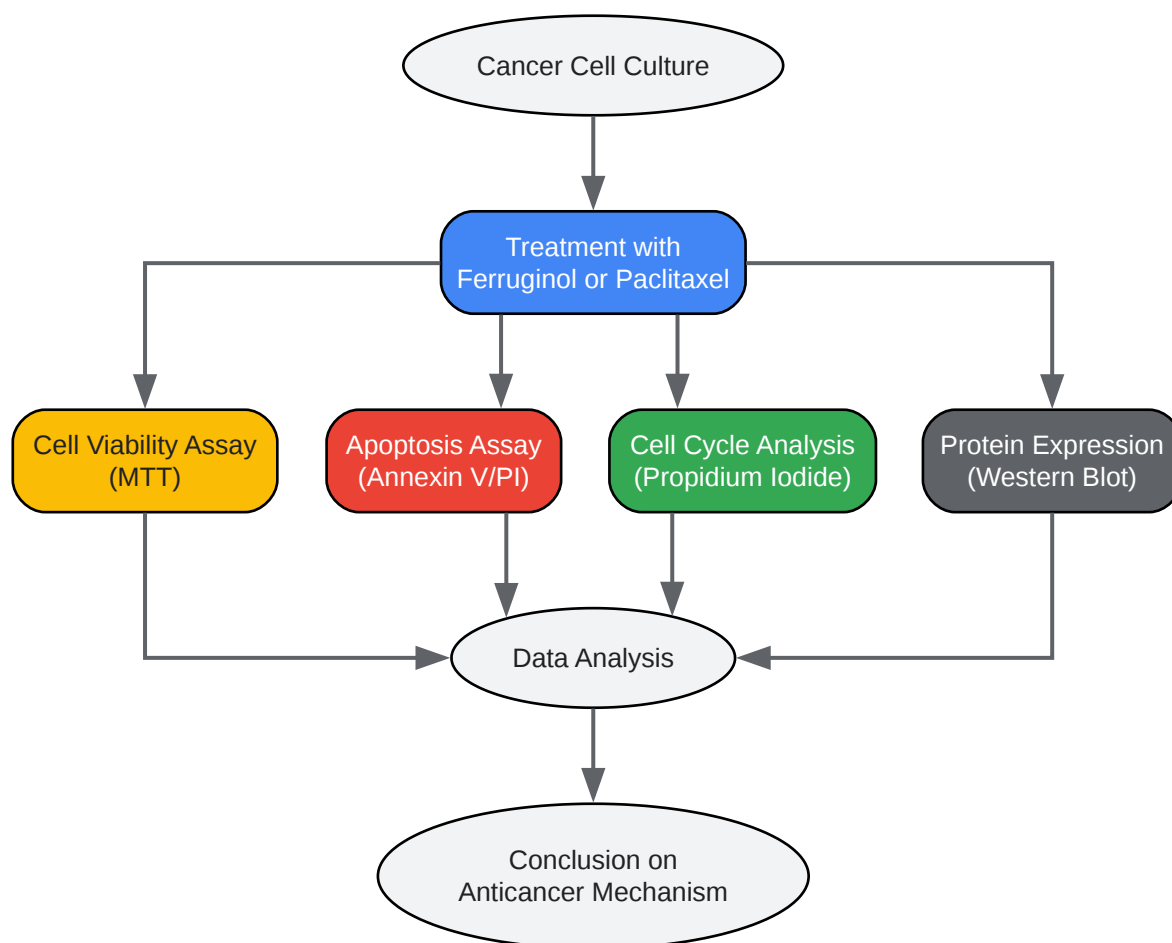 Cancer Cell Culture
Treatment with
Ferruginol or Paclitaxel
Cell Viability Assay
(MTT)
Apoptosis Assay
(Annexin V/PI)
Cell Cycle Analysis
(Propidium Iodide)
Protein Expression
(Western Blot)
Data Analysis
Conclusion on
Anticancer Mechanism